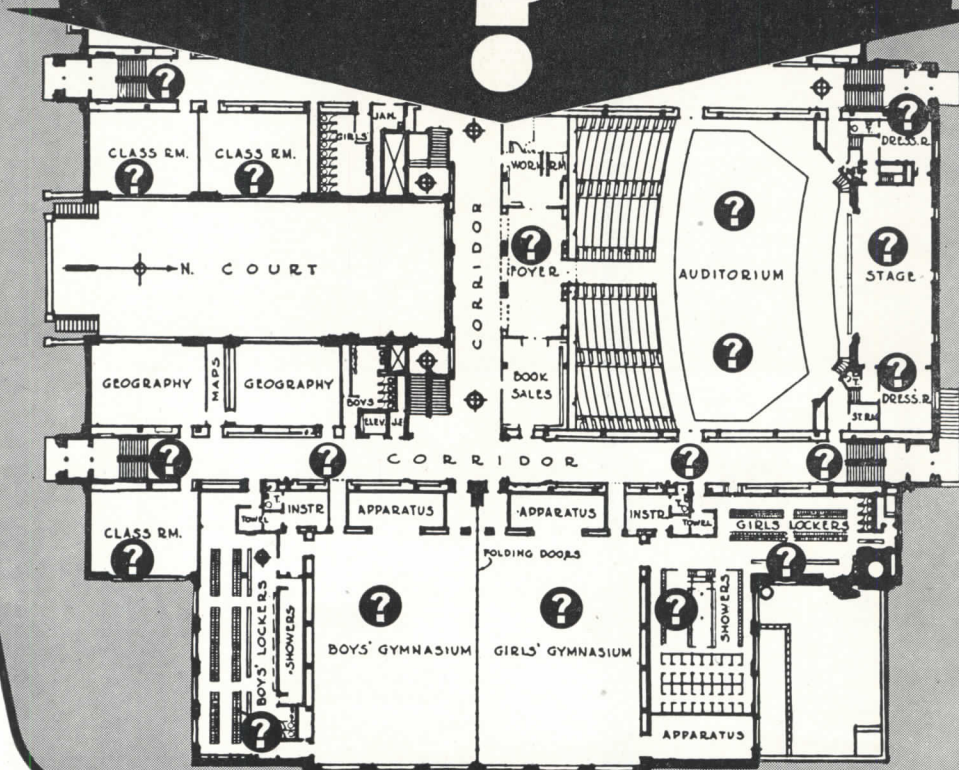 ?
JAN.
GIRLS
?
DRESS.R.
CLASS RM.
CLASS RM.
?
?
WORK RM
?
CORRIDOR
?
FOYER
?
N.
COURT
AUDITORIUM
STAGE
GEOGRAPHY
MAPS
GEOGRAPHY
BOYS
ELEV.
BOOK
SALES
?
?
DRESS'R.
ST.RM
?
?
CORRIDOR
?
?
TOWEL
T.
INSTR
APPARATUS
APPARATUS
INSTR.
T.
TOWEL
GIRLS LOCKERS
CLASS RM.
?
FOLDING DOORS
?
BOYS' LOCKERS
SHOWERS
?
BOYS' GYMNASIUM
?
GIRLS' GYMNASIUM
?
SHOWERS
?
APPARATUS